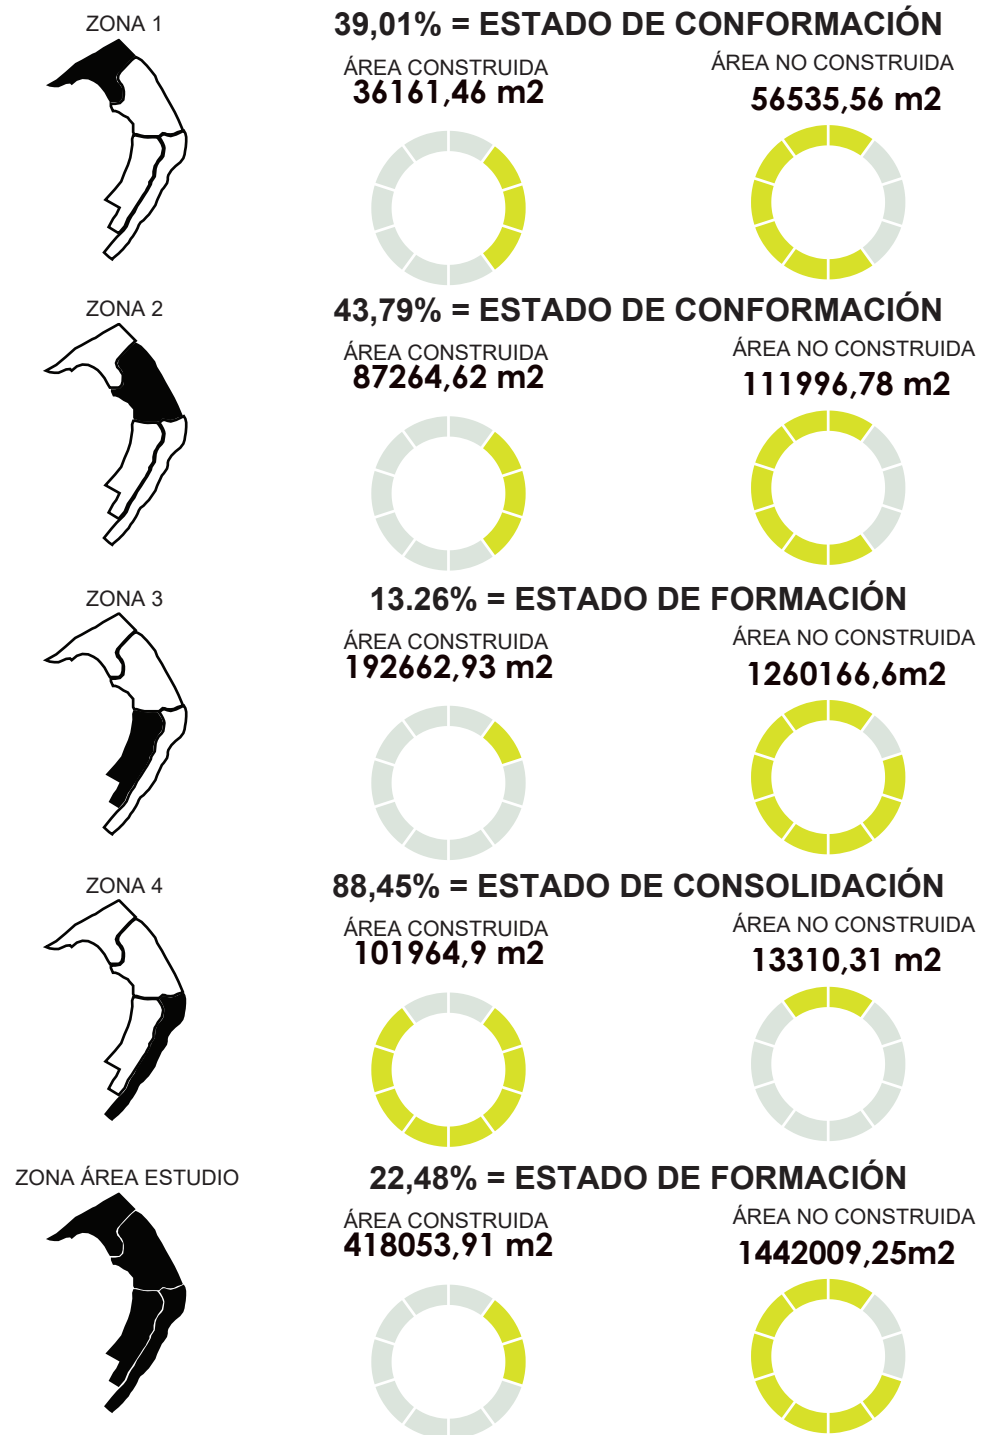 ZONA 1
39,01% = ESTADO DE CONFORMACIÓN
ÁREA CONSTRUIDA
36161,46 m2
ÁREA NO CONSTRUIDA
56535,56 m2
ZONA 2
43,79% = ESTADO DE CONFORMACIÓN
ÁREA CONSTRUIDA
87264,62 m2
ÁREA NO CONSTRUIDA
111996,78 m2
ZONA 3
13.26% = ESTADO DE FORMACIÓN
ÁREA CONSTRUIDA
192662,93 m2
ÁREA NO CONSTRUIDA
1260166,6m2
ZONA 4
88,45% = ESTADO DE CONSOLIDACIÓN
ÁREA CONSTRUIDA
101964,9 m2
ÁREA NO CONSTRUIDA
13310,31 m2
ZONA ÁREA ESTUDIO
22,48% = ESTADO DE FORMACIÓN
ÁREA CONSTRUIDA
418053,91 m2
ÁREA NO CONSTRUIDA
1442009,25m2